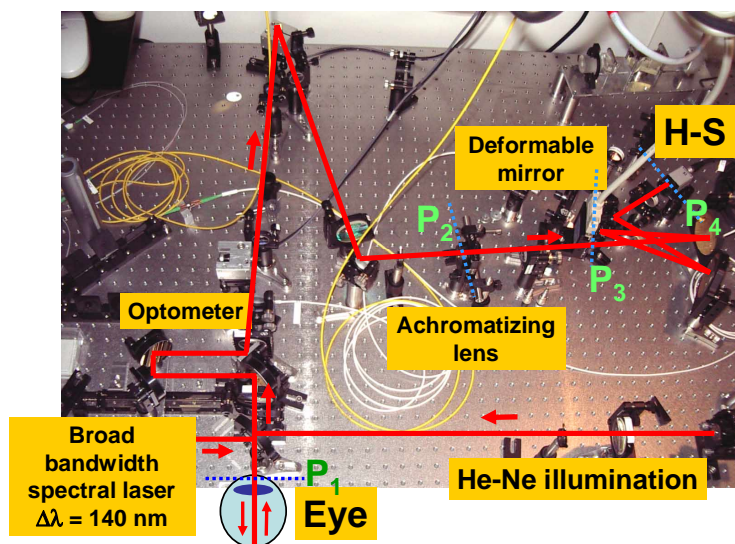 Deformable
mirror
H-S
P4
P2
P3
Optometer
Achromatizing
lens
Broad
bandwidth
spectral laser
Δλ = 140 nm
P1
Eye
He-Ne illumination